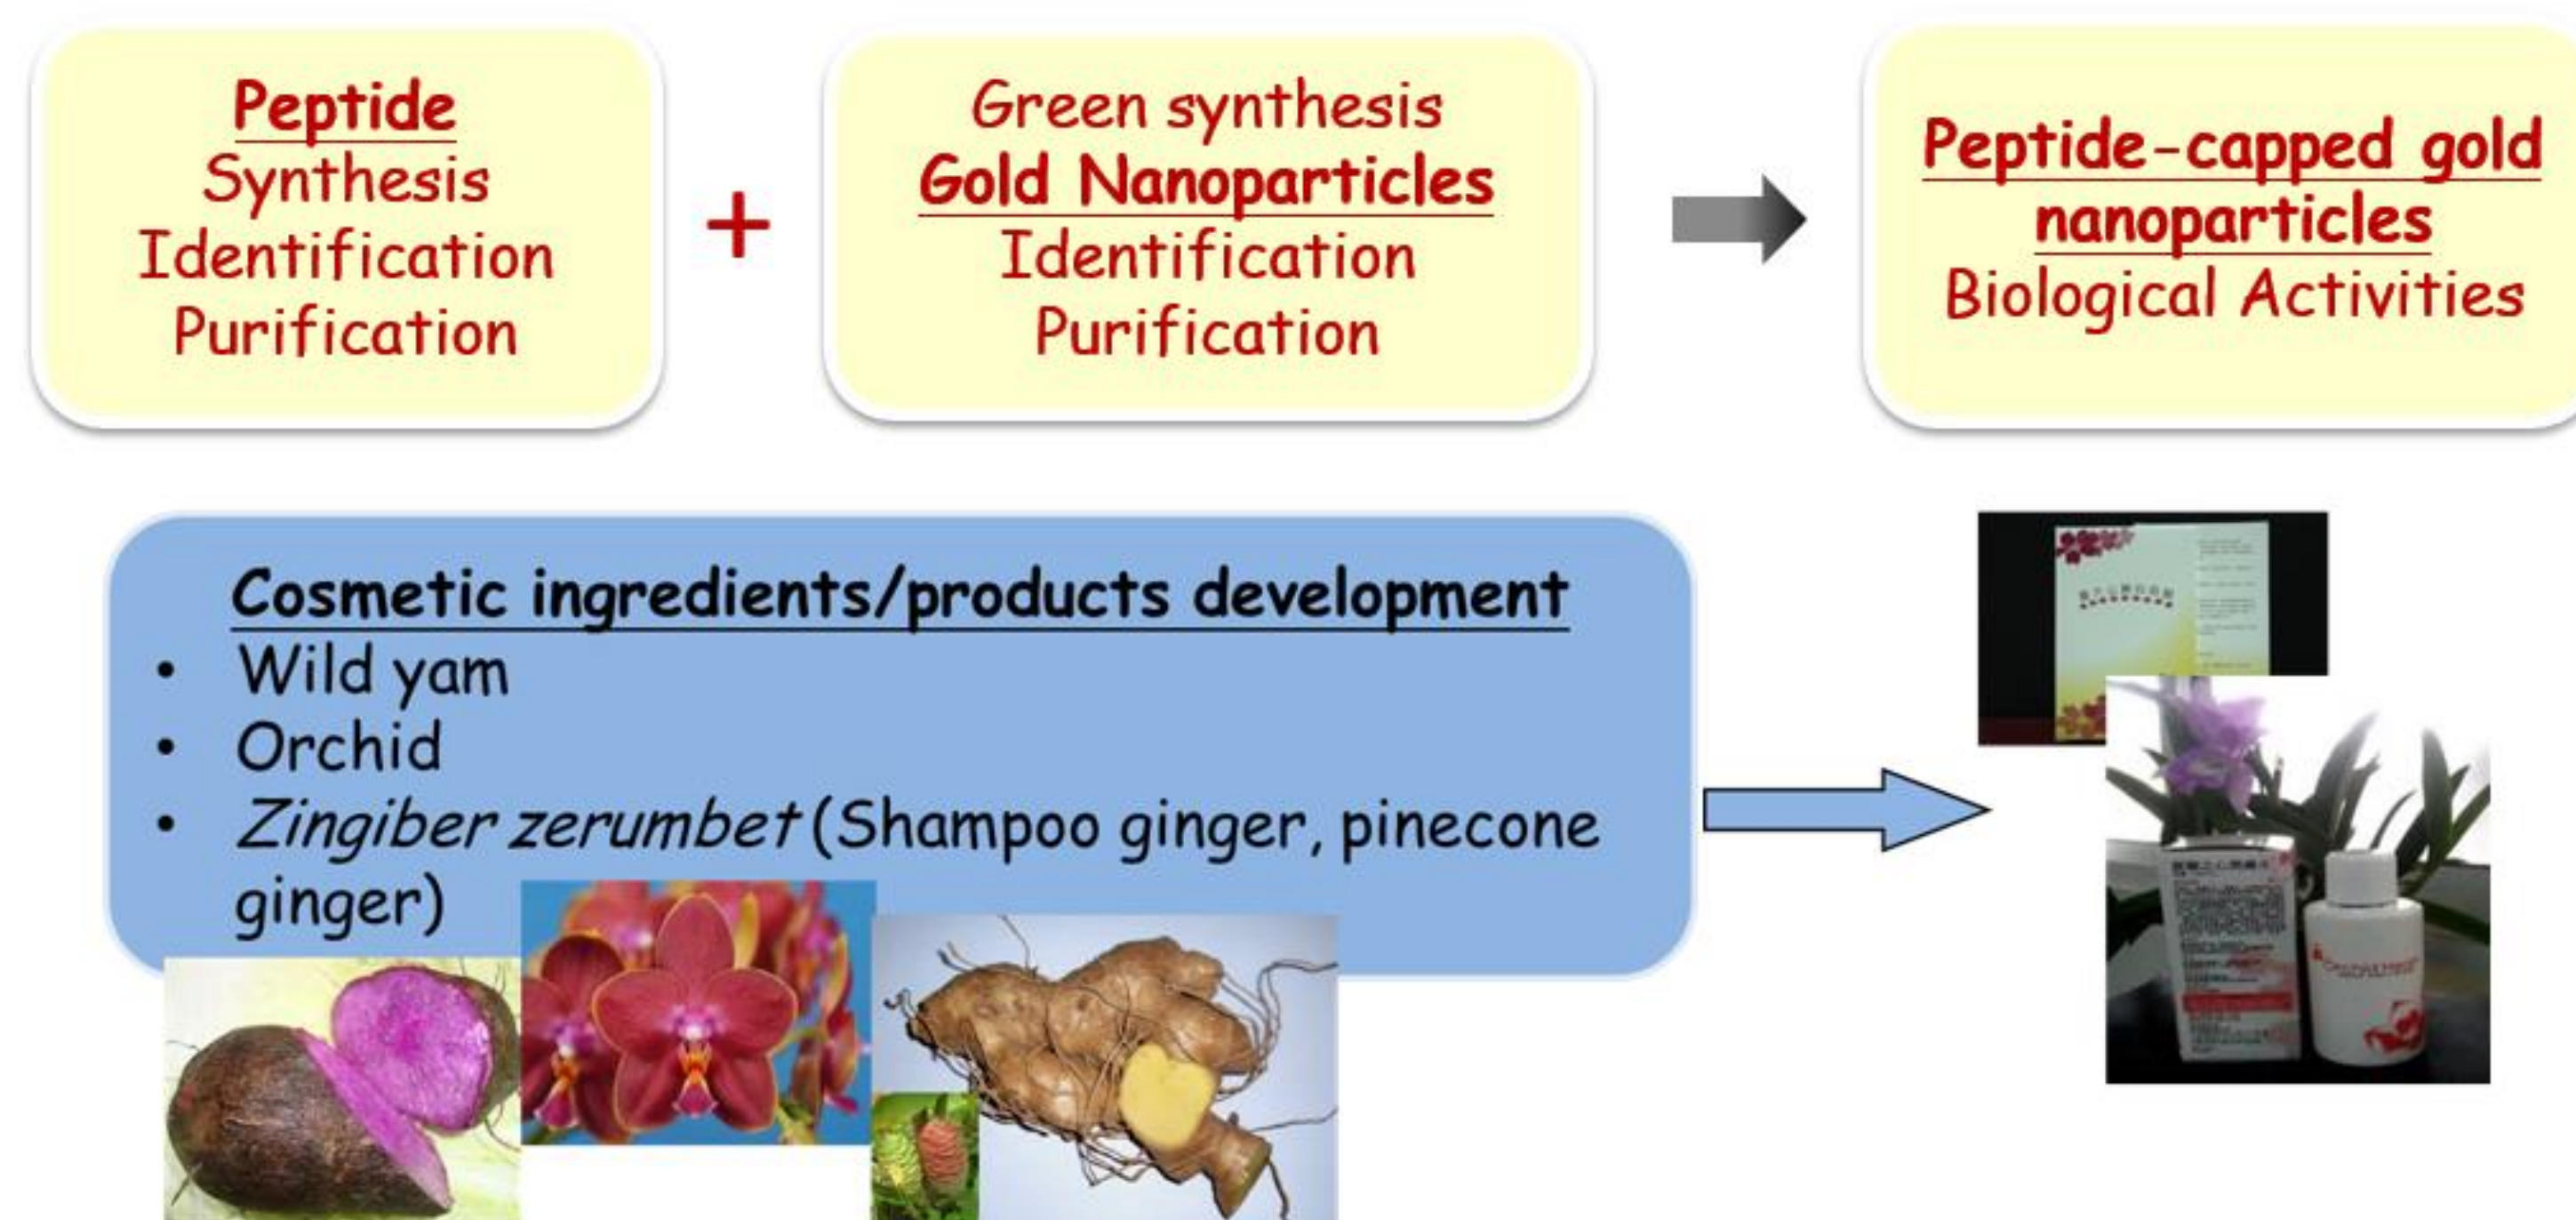 Peptide
Synthesis
Identification
Purification
+
Green synthesis
Gold Nanoparticles
Identification
Purification
Peptide-capped gold
nanoparticles
Biological Activities
Cosmetic ingredients/products development
• Wild yam
• Orchid
• Zingiber zerumbet (Shampoo ginger, pinecone
ginger)